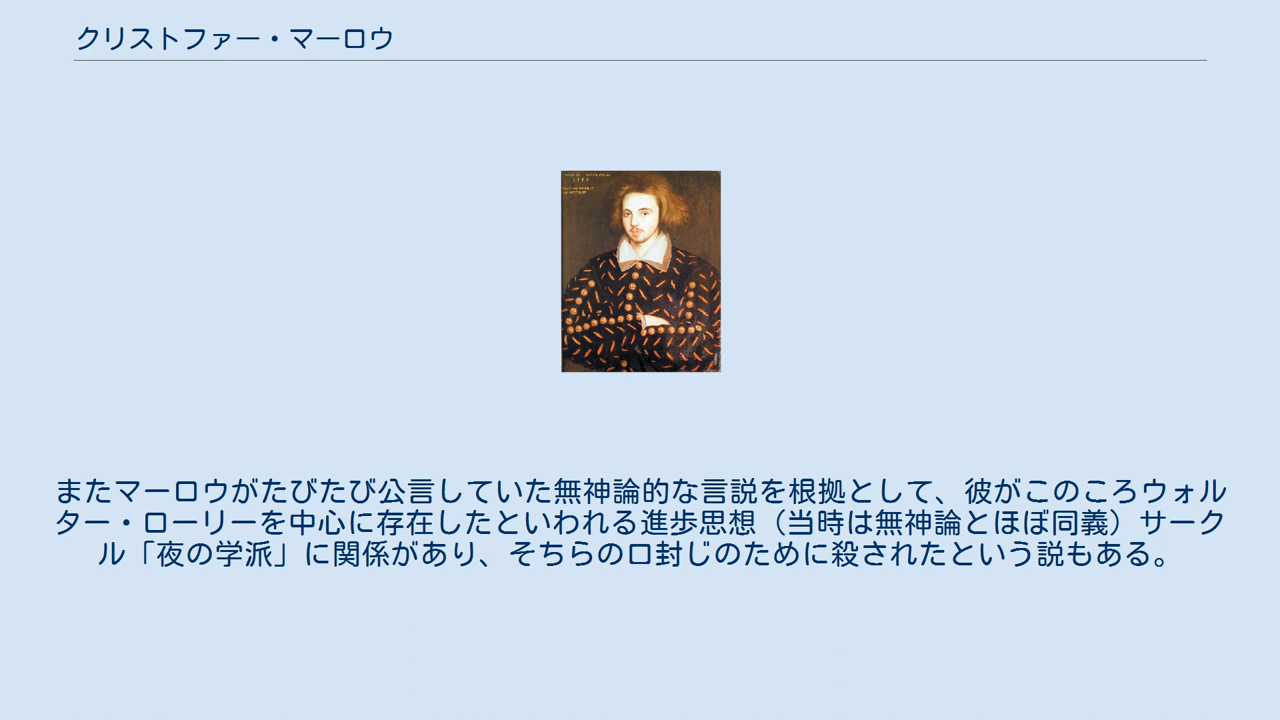 クリストファー・マーロウ
またマーロウがたびたび公言していた無神論的な言説を根拠として、彼がこのころウォル
ター・ローリーを中心に存在したといわれる進歩思想（当時は無神論とほぼ同義）サーク
ル「夜の学派」に関係があり、そちらの口封じのために殺されたという説もある。